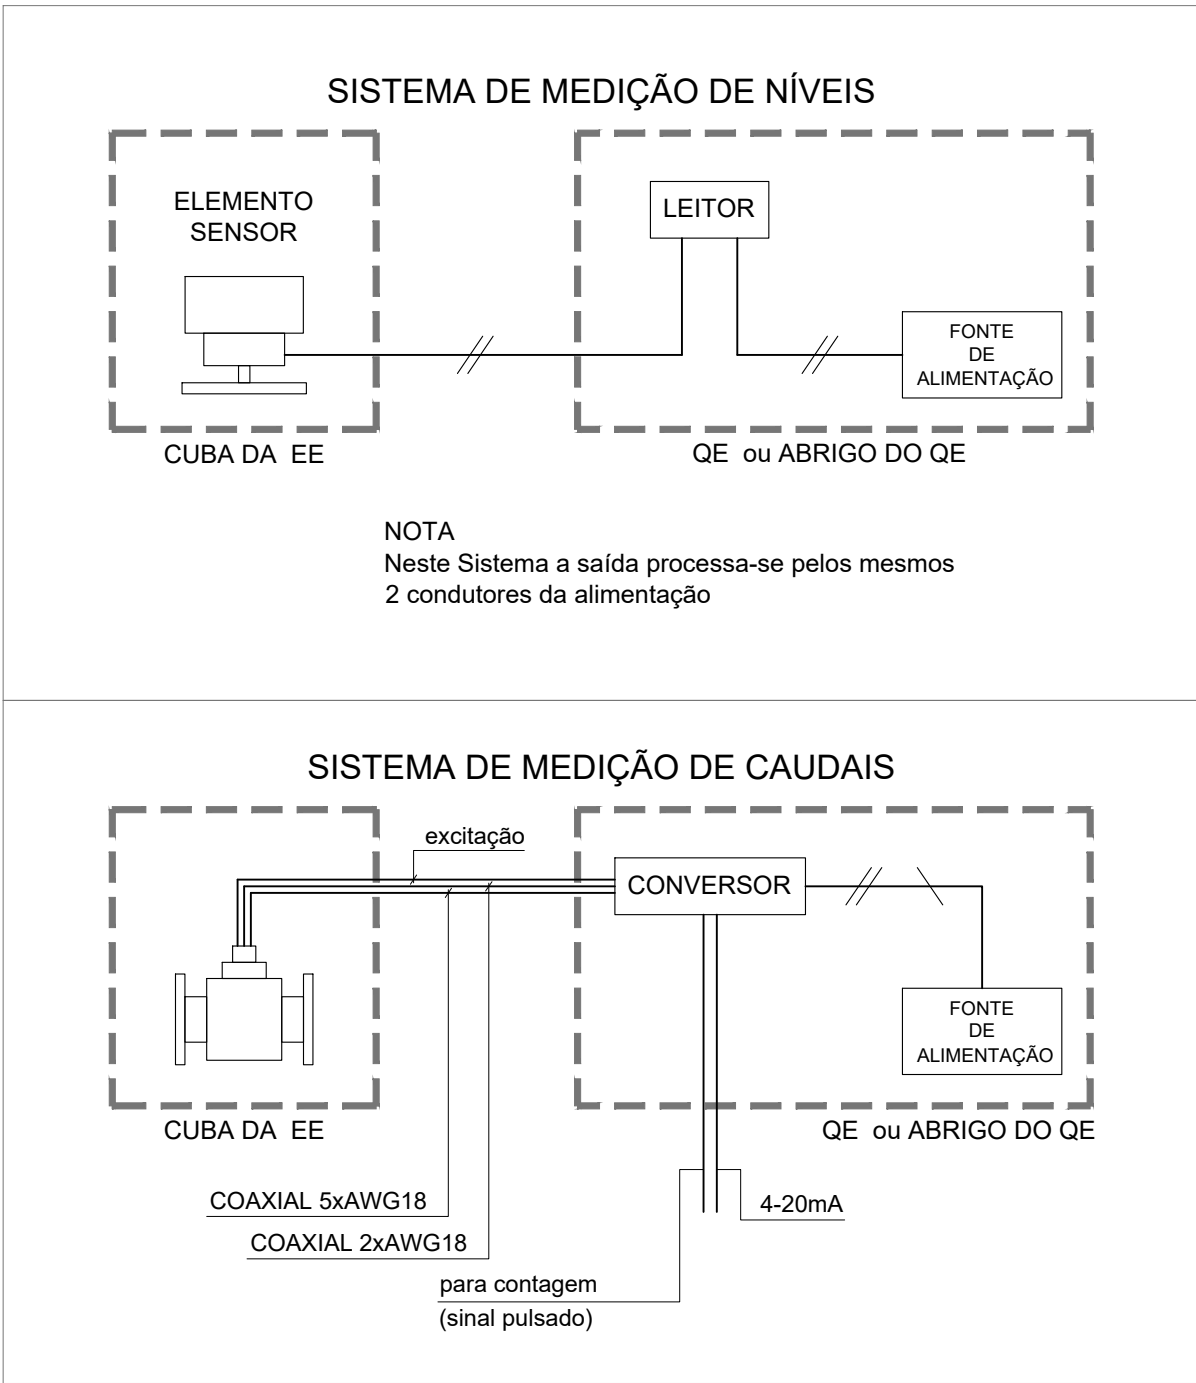 SISTEMA DE MEDIÇÃO DE NÍVEIS
ELEMENTO
SENSOR
LEITOR
FONTE
DE
ALIMENTAÇÃO
CUBA DA EE
QE ou ABRIGO DO QE
NOTA
Neste Sistema a saída processa-se pelos mesmos
2 condutores da alimentação
SISTEMA DE MEDIÇÃO DE CAUDAIS
excitação
CONVERSOR
FONTE
DE
ALIMENTAÇÃO
CUBA DA EE
QE ou ABRIGO DO QE
COAXIAL 5xAWG18
4-20mA
COAXIAL 2xAWG18
para contagem
(sinal pulsado)